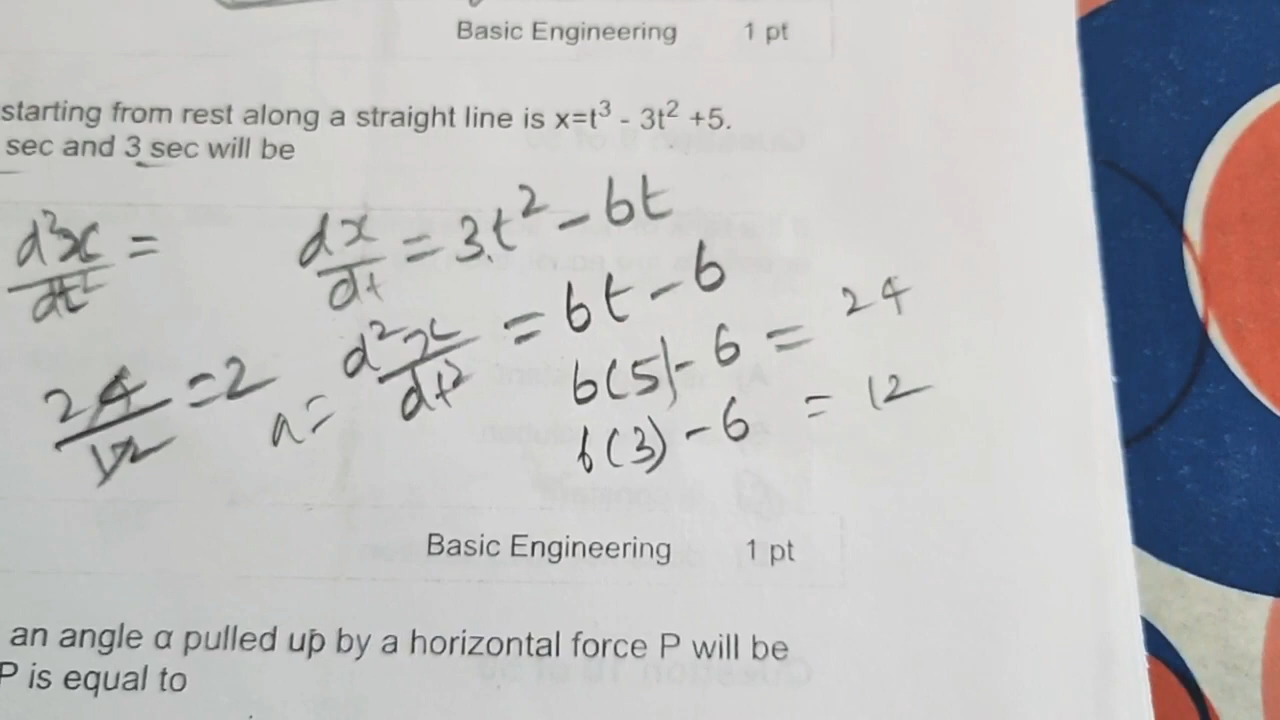 Basic Engineering 1 pt
starting from rest along a straight line is x=t³ - 3t² +5.
sec and 3 sec will be
d²x/dt² =
dx/dt = 3t² - 6t
a = d²x/dt² = 6t - 6
6(5) - 6 = 24
6(3) - 6 = 12
24/12 = 2
Basic Engineering 1 pt
an angle α pulled up by a horizontal force P will be
P is equal to